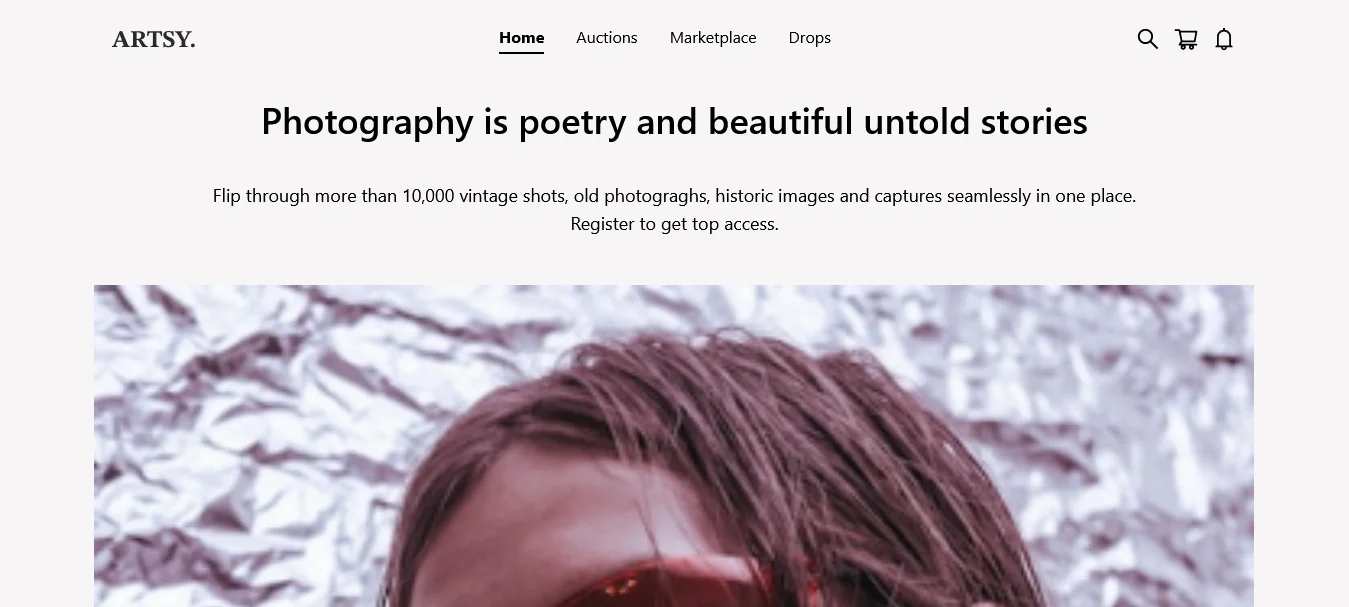 ARTSY.
Home
Auctions
Marketplace
Drops
Photography is poetry and beautiful untold stories
Flip through more than 10,000 vintage shots, old photograghs, historic images and captures seamlessly in one place.
Register to get top access.